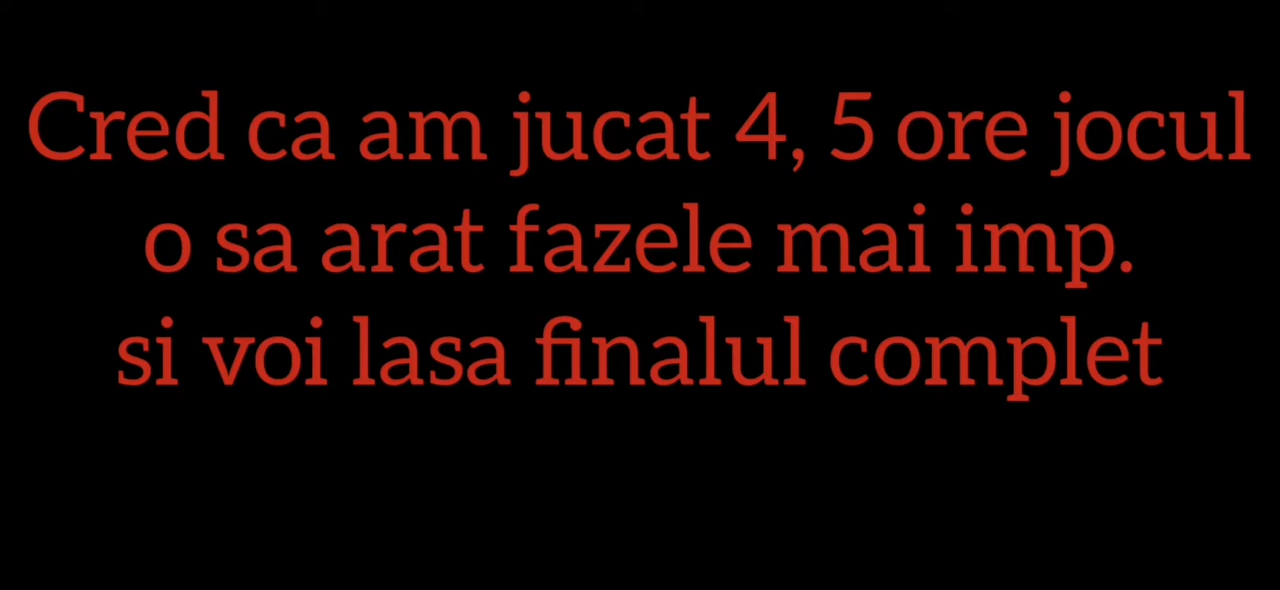 Cred ca am jucat 4, 5 ore jocul
o sa arat fazele mai imp.
si voi lasa finalul complet